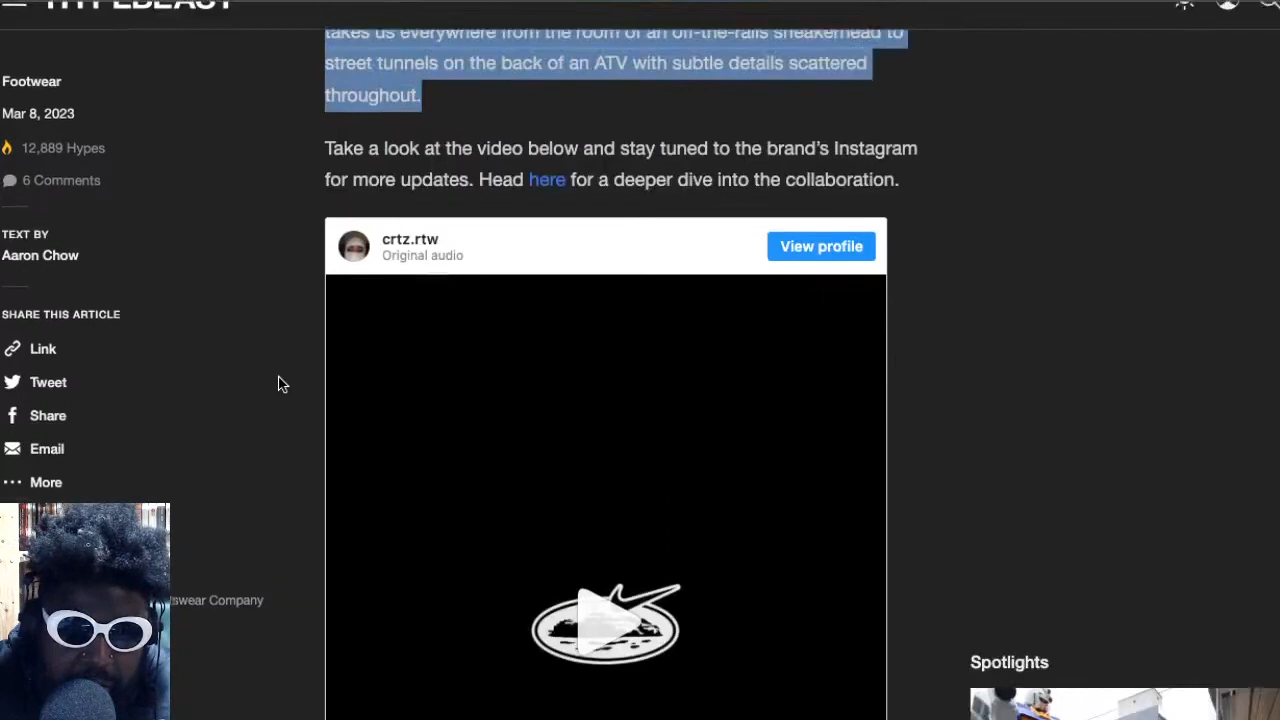 HYPEBEAST
takes us everywhere from the room of an off-the-rails sneakerhead to
street tunnels on the back of an ATV with subtle details scattered
throughout.
Footwear
Mar 8, 2023
12,889 Hypes
6 Comments
TEXT BY
Aaron Chow
SHARE THIS ARTICLE
Link
Tweet
Share
Email
More
swear Company
Take a look at the video below and stay tuned to the brand’s Instagram
for more updates. Head here for a deeper dive into the collaboration.
crtz.rtw
Original audio
View profile
Spotlights